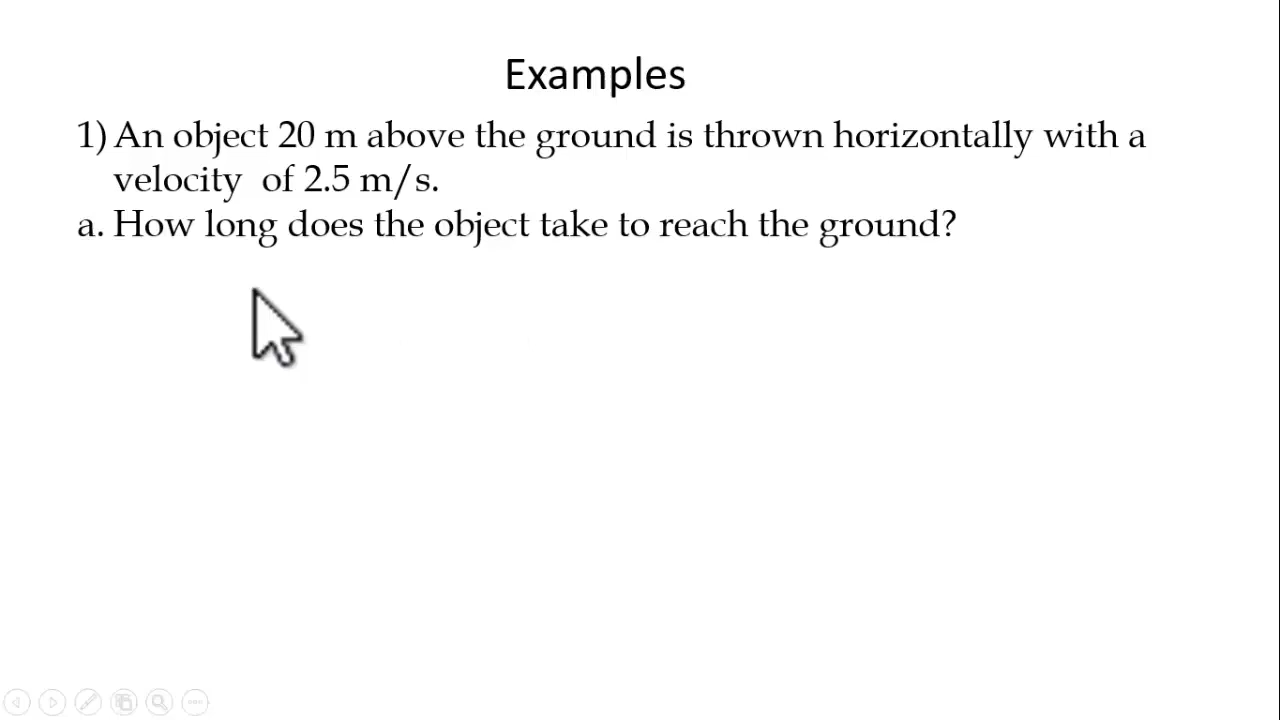 Examples
1) An object 20 m above the ground is thrown horizontally with a
velocity of 2.5 m/s.
a. How long does the object take to reach the ground?